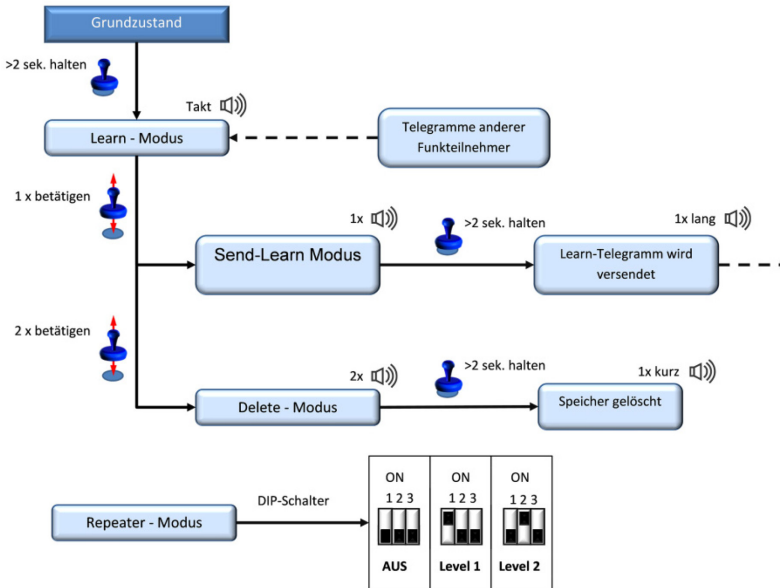 Grundzustand
>2 sek. halten
Takt
Learn - Modus
Telegramme anderer
Funkteilnehmer
1 x betätigen
1x
>2 sek. halten
1x lang
Send-Learn Modus
Learn-Telegramm wird
versendet
2 x betätigen
2x
>2 sek. halten
1x kurz
Delete - Modus
Speicher gelöscht
Repeater - Modus
DIP-Schalter
ON
1 2 3
AUS
ON
1 2 3
Level 1
ON
1 2 3
Level 2